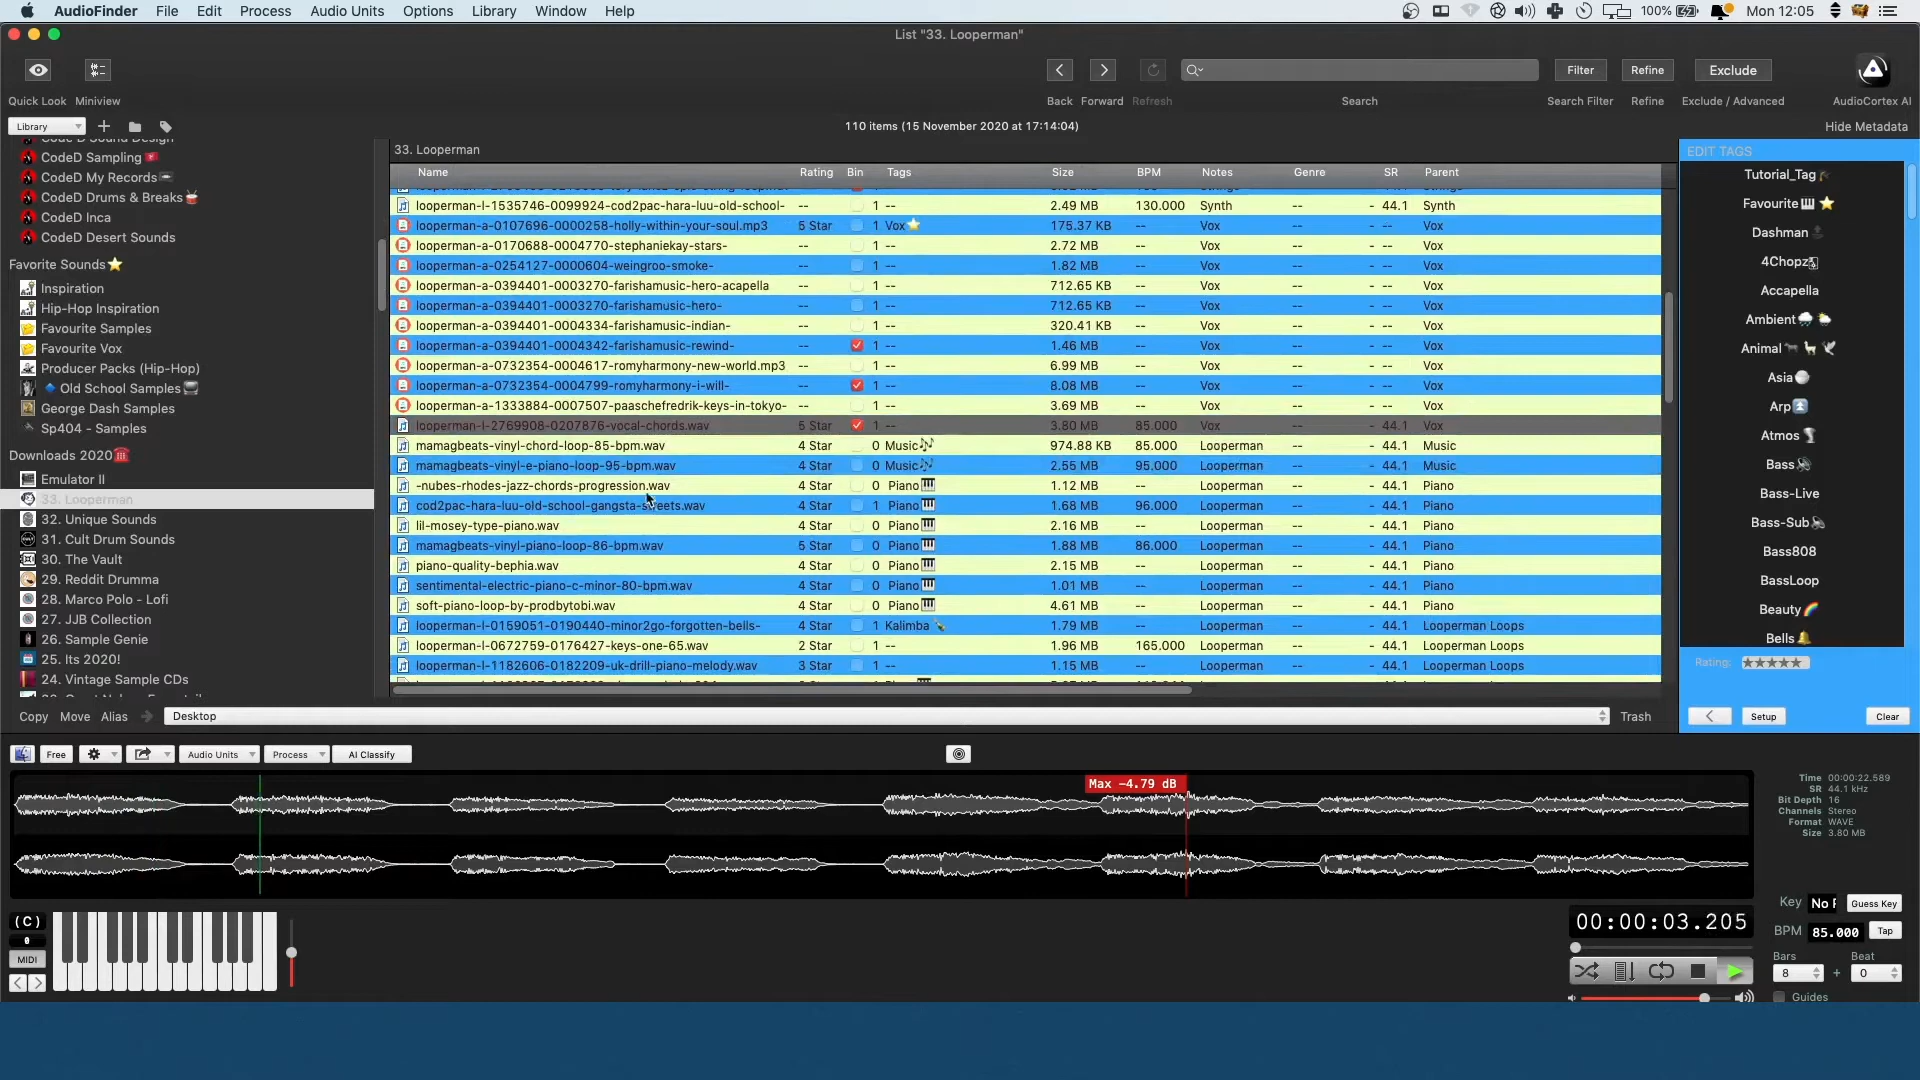 AudioFinder File Edit Process Audio Units Options Library Window Help 100% Mon 12:05
List "33. Looperman"
Filter Refine Exclude
Quick Look Miniview Back Forward Refresh Search Search Filter Refine Exclude / Advanced AudioCortex AI
Library 110 items (15 November 2020 at 17:14:04) Hide Metadata
CodeD Sound Design
CodeD Sampling
CodeD My Records
CodeD Drums & Breaks
CodeD Inca
CodeD Desert Sounds
Favorite Sounds
Inspiration
Hip-Hop Inspiration
Favourite Samples
Favourite Vox
Producer Packs (Hip-Hop)
Old School Samples
George Dash Samples
Sp404 - Samples
Downloads 2020
Emulator II
33. Looperman
32. Unique Sounds
31. Cult Drum Sounds
30. The Vault
29. Reddit Drumma
28. Marco Polo - Lofi
27. JJB Collection
26. Sample Genie
25. Its 2020!
24. Vintage Sample CDs
33. Looperman
Name Rating Bin Tags Size BPM Notes Genre SR Parent
looperman-l-1535746-0099924-cod2pac-hara-luu-old-school- -- 1 -- 2.49 MB 130.000 Synth -- - 44.1 Synth
looperman-a-0107696-0000258-holly-within-your-soul.mp3 5 Star 1 Vox 175.37 KB -- Vox -- - -- Vox
looperman-a-0170688-0004770-stephaniekay-stars- -- 1 -- 2.72 MB -- Vox -- - -- Vox
looperman-a-0254127-0000604-weingroo-smoke- -- 1 -- 1.82 MB -- Vox -- - -- Vox
looperman-a-0394401-0003270-farishamusic-hero-acapella -- 1 -- 712.65 KB -- Vox -- - -- Vox
looperman-a-0394401-0003270-farishamusic-hero- -- 1 -- 712.65 KB -- Vox -- - -- Vox
looperman-a-0394401-0004334-farishamusic-indian- -- 1 -- 320.41 KB -- Vox -- - -- Vox
looperman-a-0394401-0004342-farishamusic-rewind- -- 1 -- 1.46 MB -- Vox -- - -- Vox
looperman-a-0732354-0004617-romyharmony-new-world.mp3 -- 1 -- 6.99 MB -- Vox -- - -- Vox
looperman-a-0732354-0004799-romyharmony-i-will- -- 1 -- 8.08 MB -- Vox -- - -- Vox
looperman-a-1333884-0007507-paaschefredrik-keys-in-tokyo- -- 1 -- 3.69 MB -- Vox -- - -- Vox
looperman-l-2769908-0207876-vocal-chords.wav 5 Star 1 -- 3.80 MB 85.000 Vox -- - 44.1 Vox
mamagbeats-vinyl-chord-loop-85-bpm.wav 4 Star 0 Music 974.88 KB 85.000 Looperman -- - 44.1 Music
mamagbeats-vinyl-e-piano-loop-95-bpm.wav 4 Star 0 Music 2.55 MB 95.000 Looperman -- - 44.1 Music
-nubes-rhodes-jazz-chords-progression.wav 4 Star 0 Piano 1.12 MB -- Looperman -- - 44.1 Piano
cod2pac-hara-luu-old-school-gangsta-streets.wav 4 Star 1 Piano 1.68 MB 96.000 Looperman -- - 44.1 Piano
lil-mosey-type-piano.wav 4 Star 0 Piano 2.16 MB -- Looperman -- - 44.1 Piano
mamagbeats-vinyl-piano-loop-86-bpm.wav 5 Star 0 Piano 1.88 MB 86.000 Looperman -- - 44.1 Piano
piano-quality-bephia.wav 4 Star 0 Piano 2.15 MB -- Looperman -- - 44.1 Piano
sentimental-electric-piano-c-minor-80-bpm.wav 4 Star 0 Piano 1.01 MB -- Looperman -- - 44.1 Piano
soft-piano-loop-by-prodbytobi.wav 4 Star 0 Piano 4.61 MB -- Looperman -- - 44.1 Piano
looperman-l-0159051-0190440-minor2go-forgotten-bells- 4 Star 1 Kalimba 1.79 MB -- Looperman -- - 44.1 Looperman Loops
looperman-l-0672759-0176427-keys-one-65.wav 2 Star 1 -- 1.96 MB 165.000 Looperman -- - 44.1 Looperman Loops
looperman-l-1182606-0182209-uk-drill-piano-melody.wav 3 Star 1 -- 1.15 MB -- Looperman -- - 44.1 Looperman Loops
EDIT TAGS
Tutorial_Tag
Favourite
Dashman
4Chopz
Accapella
Ambient
Animal
Asia
Arp
Atmos
Bass
Bass-Live
Bass-Sub
Bass808
BassLoop
Beauty
Bells
Rating: ★★★★★
Setup Clear
Copy Move Alias Desktop Trash
Free Audio Units Process AI Classify
Max -4.79 dB
Time 00:00:22.589
SR 44.1 kHz
Bit Depth 16
Channels Stereo
Format WAVE
Size 3.80 MB
(C)
0
MIDI
00:00:03.205
Key Guess Key
BPM 85.000 Tap
Bars Beat
8 + 0
Guides